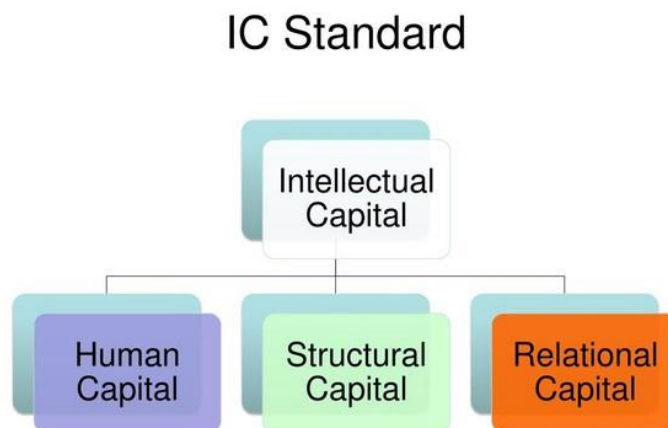 IC Standard
Intellectual
Capital
Human
Capital
Structural
Capital
Relational
Capital